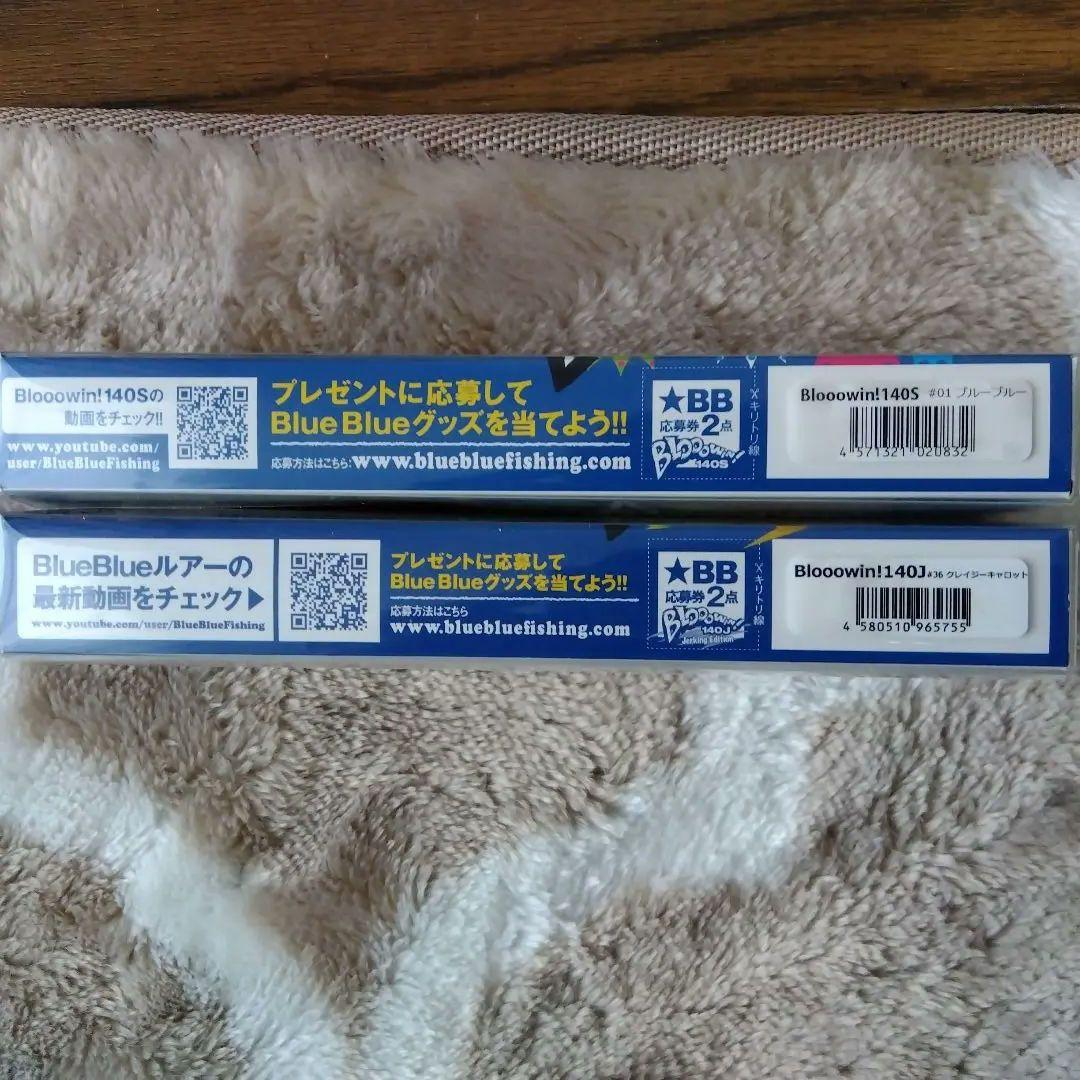 Blooowin!140Sの
動画をチェック!!
www.youtube.com/
user/BlueBlueFishing
プレゼントに応募して
BlueBlueグッズを当てよう!!
応募方法はこちら:www.bluebluefishing.com
★BB
応募券2点
BLOOOWIN!
140S
キリトリ線
Blooowin!140S #01 ブルーブルー
4 571321 020832
BlueBlueルアーの
最新動画をチェック▶
www.youtube.com/user/BlueBlueFishing
プレゼントに応募して
BlueBlueグッズを当てよう!!
応募方法はこちら
www.bluebluefishing.com
★BB
応募券2点
BLOOOWIN!
140J
Jerking Edition
キリトリ線
Blooowin!140J #36 クレイジーキャロット
4 580510 965755